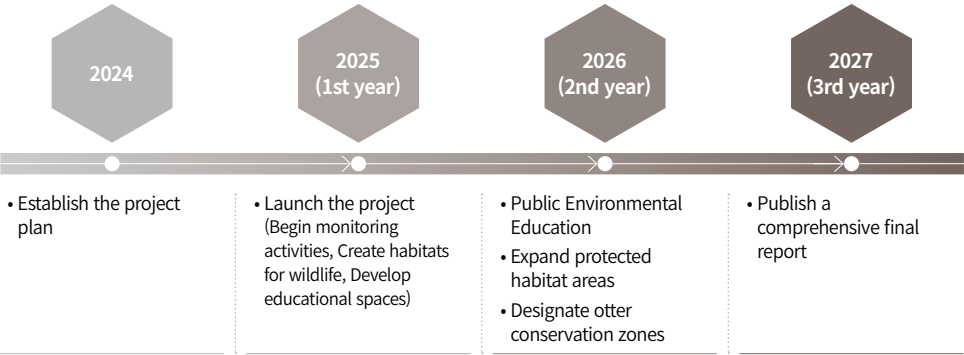 2024
2025
(1st year)
2026
(2nd year)
2027
(3rd year)
• Establish the project
plan
• Launch the project
(Begin monitoring
activities, Create habitats
for wildlife, Develop
educational spaces)
• Public Environmental
Education
• Expand protected
habitat areas
• Designate otter
conservation zones
• Publish a
comprehensive final
report